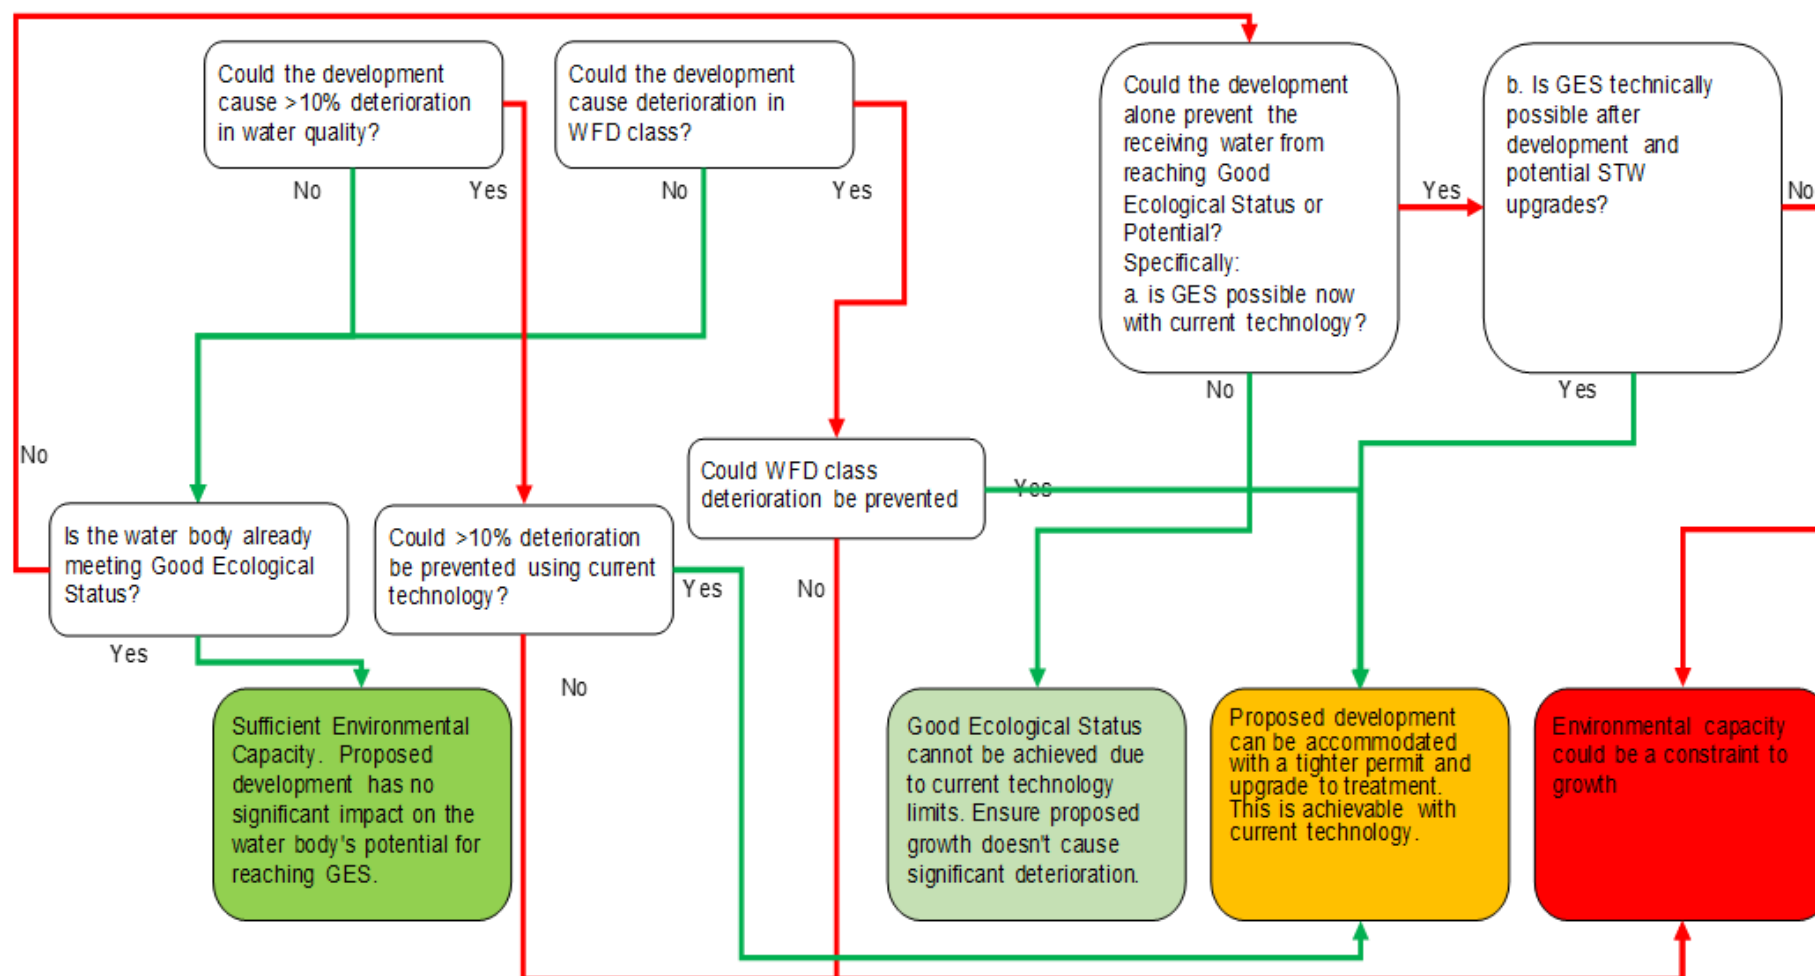 Could the development
cause >10% deterioration
in water quality?
No
Yes
Could the development
cause deterioration in
WFD class?
No
Yes
Could the development
alone prevent the
receiving water from
reaching Good
Ecological Status or
Potential?
Specifically:
a. is GES possible now
with current technology?
Yes
No
b. Is GES technically
possible after
development and
potential STW
upgrades?
No
Yes
No
Could WFD class
deterioration be prevented
Yes
No
Is the water body already
meeting Good Ecological
Status?
Yes
Could >10% deterioration
be prevented using current
technology?
Yes
No
Sufficient Environmental
Capacity. Proposed
development has no
significant impact on the
water body's potential for
reaching GES.
Good Ecological Status
cannot be achieved due
to current technology
limits. Ensure proposed
growth doesn't cause
significant deterioration.
Proposed development
can be accommodated
with a tighter permit and
upgrade to treatment.
This is achievable with
current technology.
Environmental capacity
could be a constraint to
growth